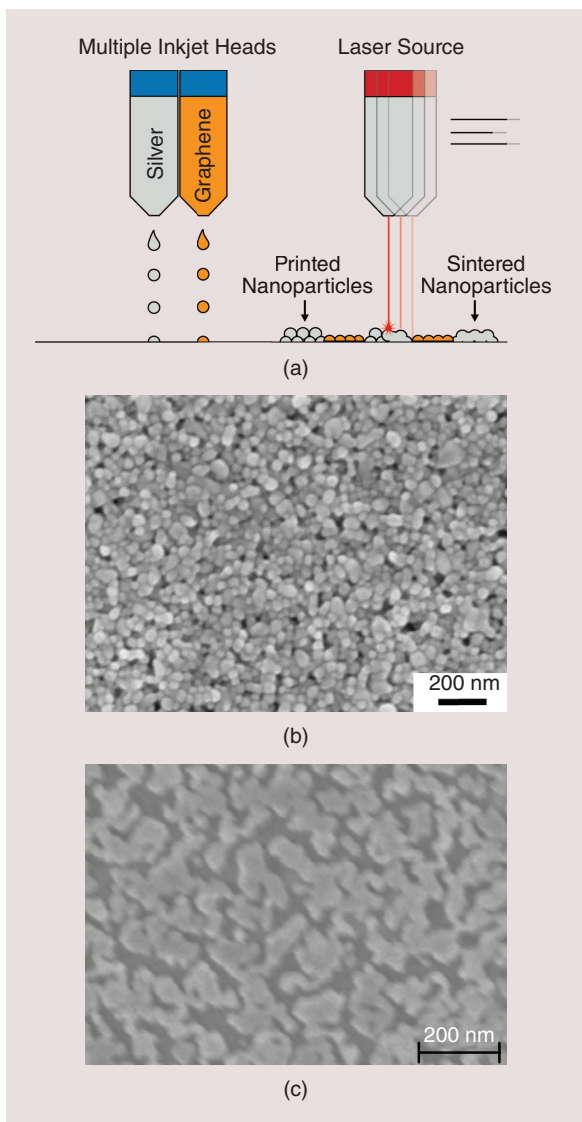 Multiple Inkjet Heads
Laser Source
Silver
Graphene
Printed
Nanoparticles
Sintered
Nanoparticles
(a)
200 nm
(b)
200 nm
(c)